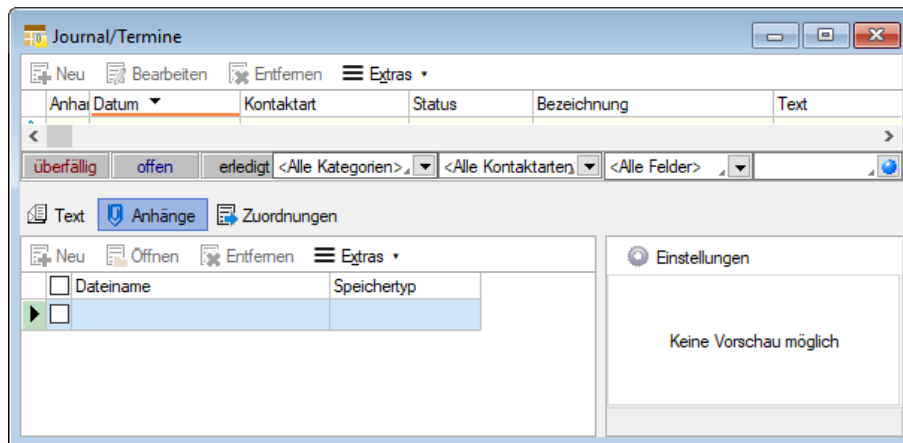 Journal/Termine
Neu Bearbeiten Entfernen Extras
Anhai Datum Kontaktart Status Bezeichnung Text
überfällig offen erledigt <Alle Kategorien> <Alle Kontaktarten <Alle Felder>
Text Anhänge Zuordnungen
Neu Öffnen Entfernen Extras
Einstellungen
Dateiname Speichertyp
Keine Vorschau möglich